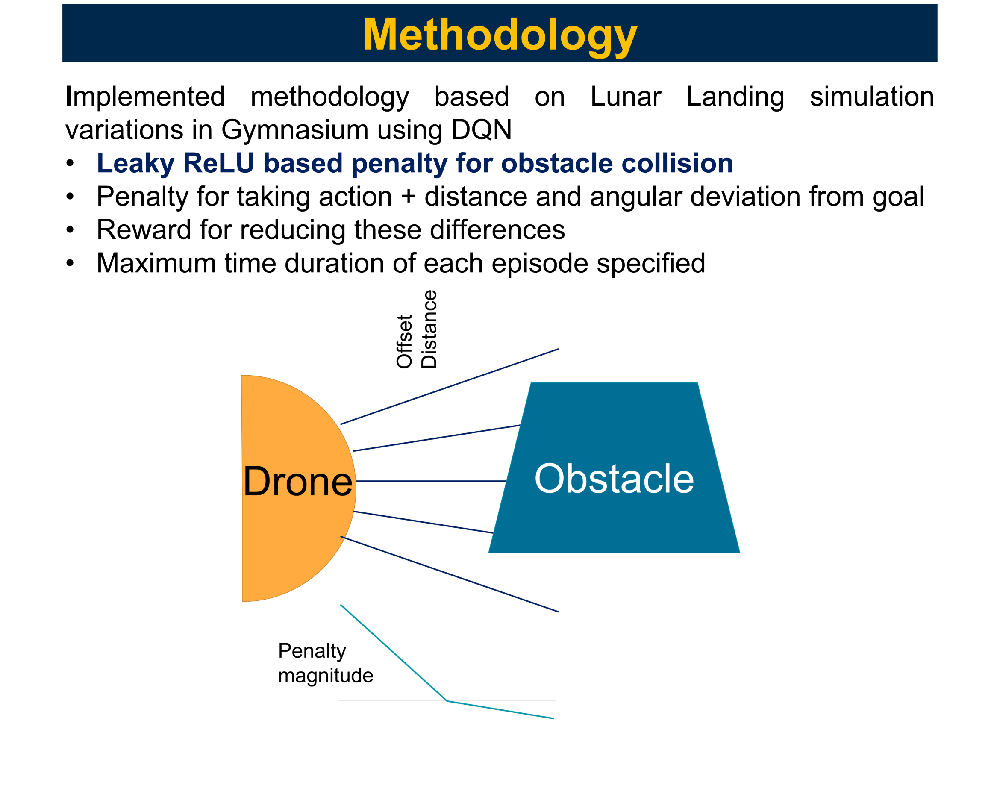 Methodology
Implemented methodology based on Lunar Landing simulation
variations in Gymnasium using DQN
• Leaky ReLU based penalty for obstacle collision
• Penalty for taking action + distance and angular deviation from goal
• Reward for reducing these differences
• Maximum time duration of each episode specified
Offset
Distance
Drone
Obstacle
Penalty
magnitude